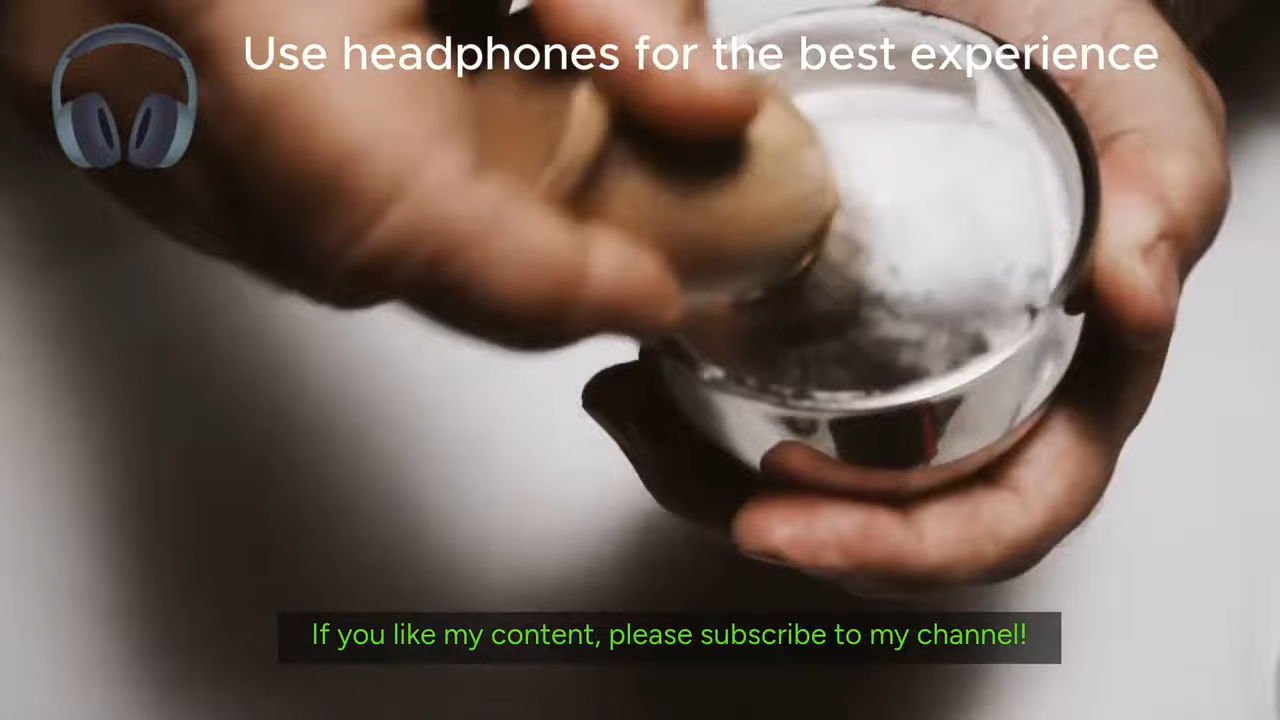 Use headphones for the best experience
If you like my content, please subscribe to my channel!